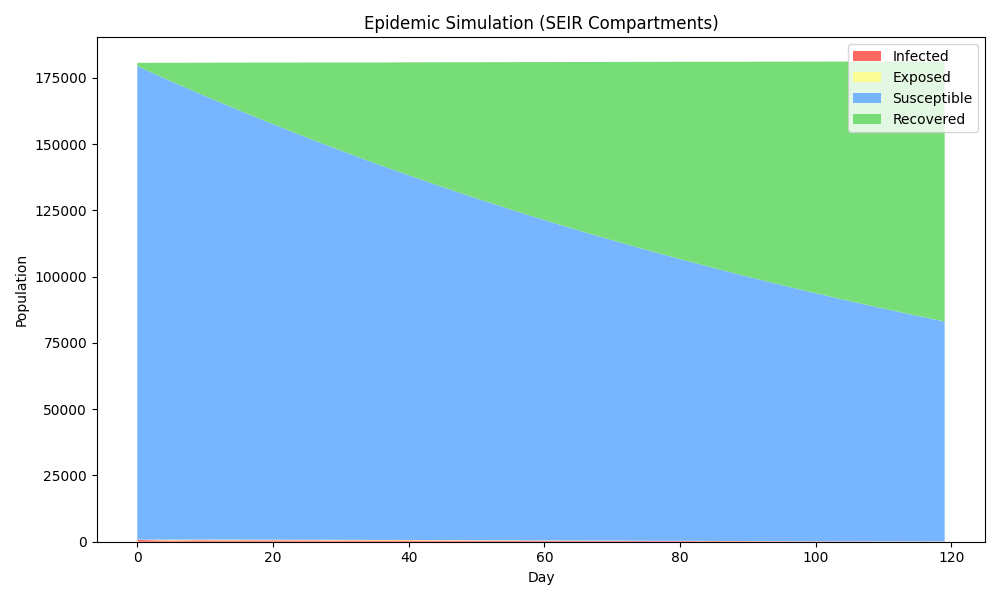 Epidemic Simulation (SEIR Compartments)
Infected
Exposed
Susceptible
Recovered
Population
175000
150000
125000
100000
75000
50000
25000
0
0 20 40 60 80 100 120
Day